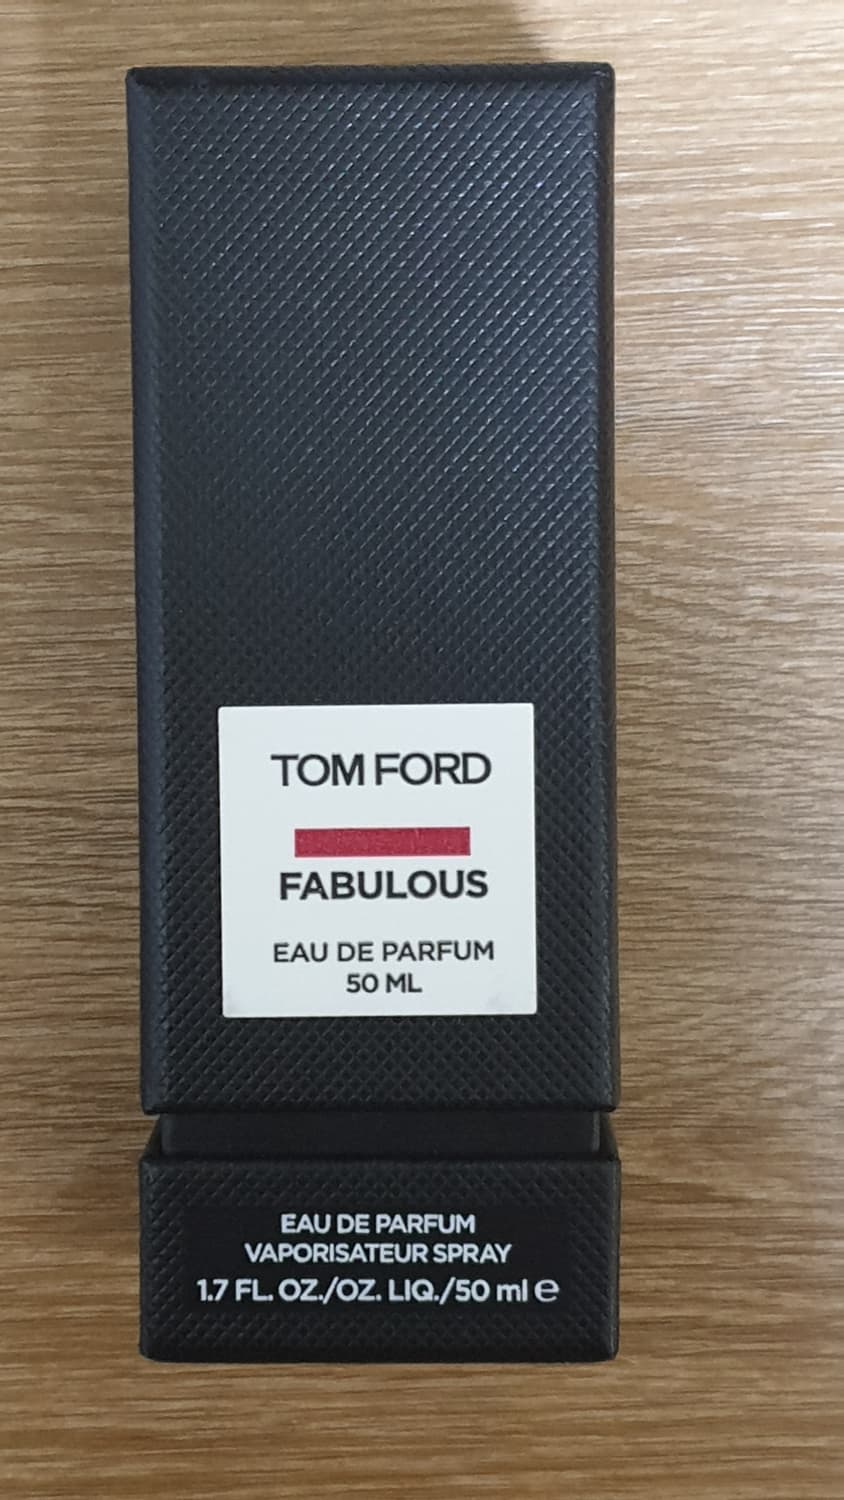 TOM FORD
FABULOUS
EAU DE PARFUM
50 ML
EAU DE PARFUM
VAPORISATEUR SPRAY
1.7 FL. OZ./OZ. LIQ./50 ml ℮